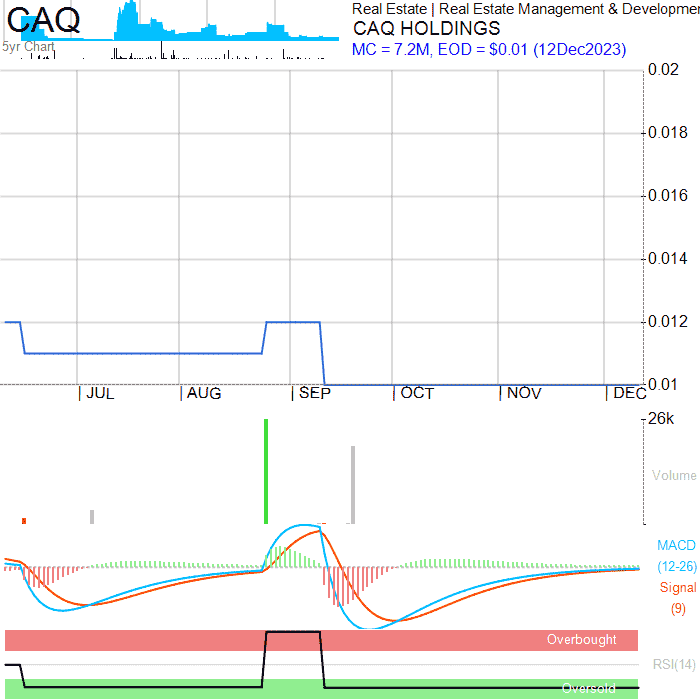 CAQ
5yr Chart
Real Estate | Real Estate Management & Developmen
CAQ HOLDINGS
MC = 7.2M, EOD = $0.01 (12Dec2023)
0.02
0.018
0.016
0.014
0.012
0.01
| JUL | AUG | SEP | OCT | NOV | DEC
26k
Volume
MACD
(12-26)
Signal
(9)
Overbought
RSI(14)
Oversold